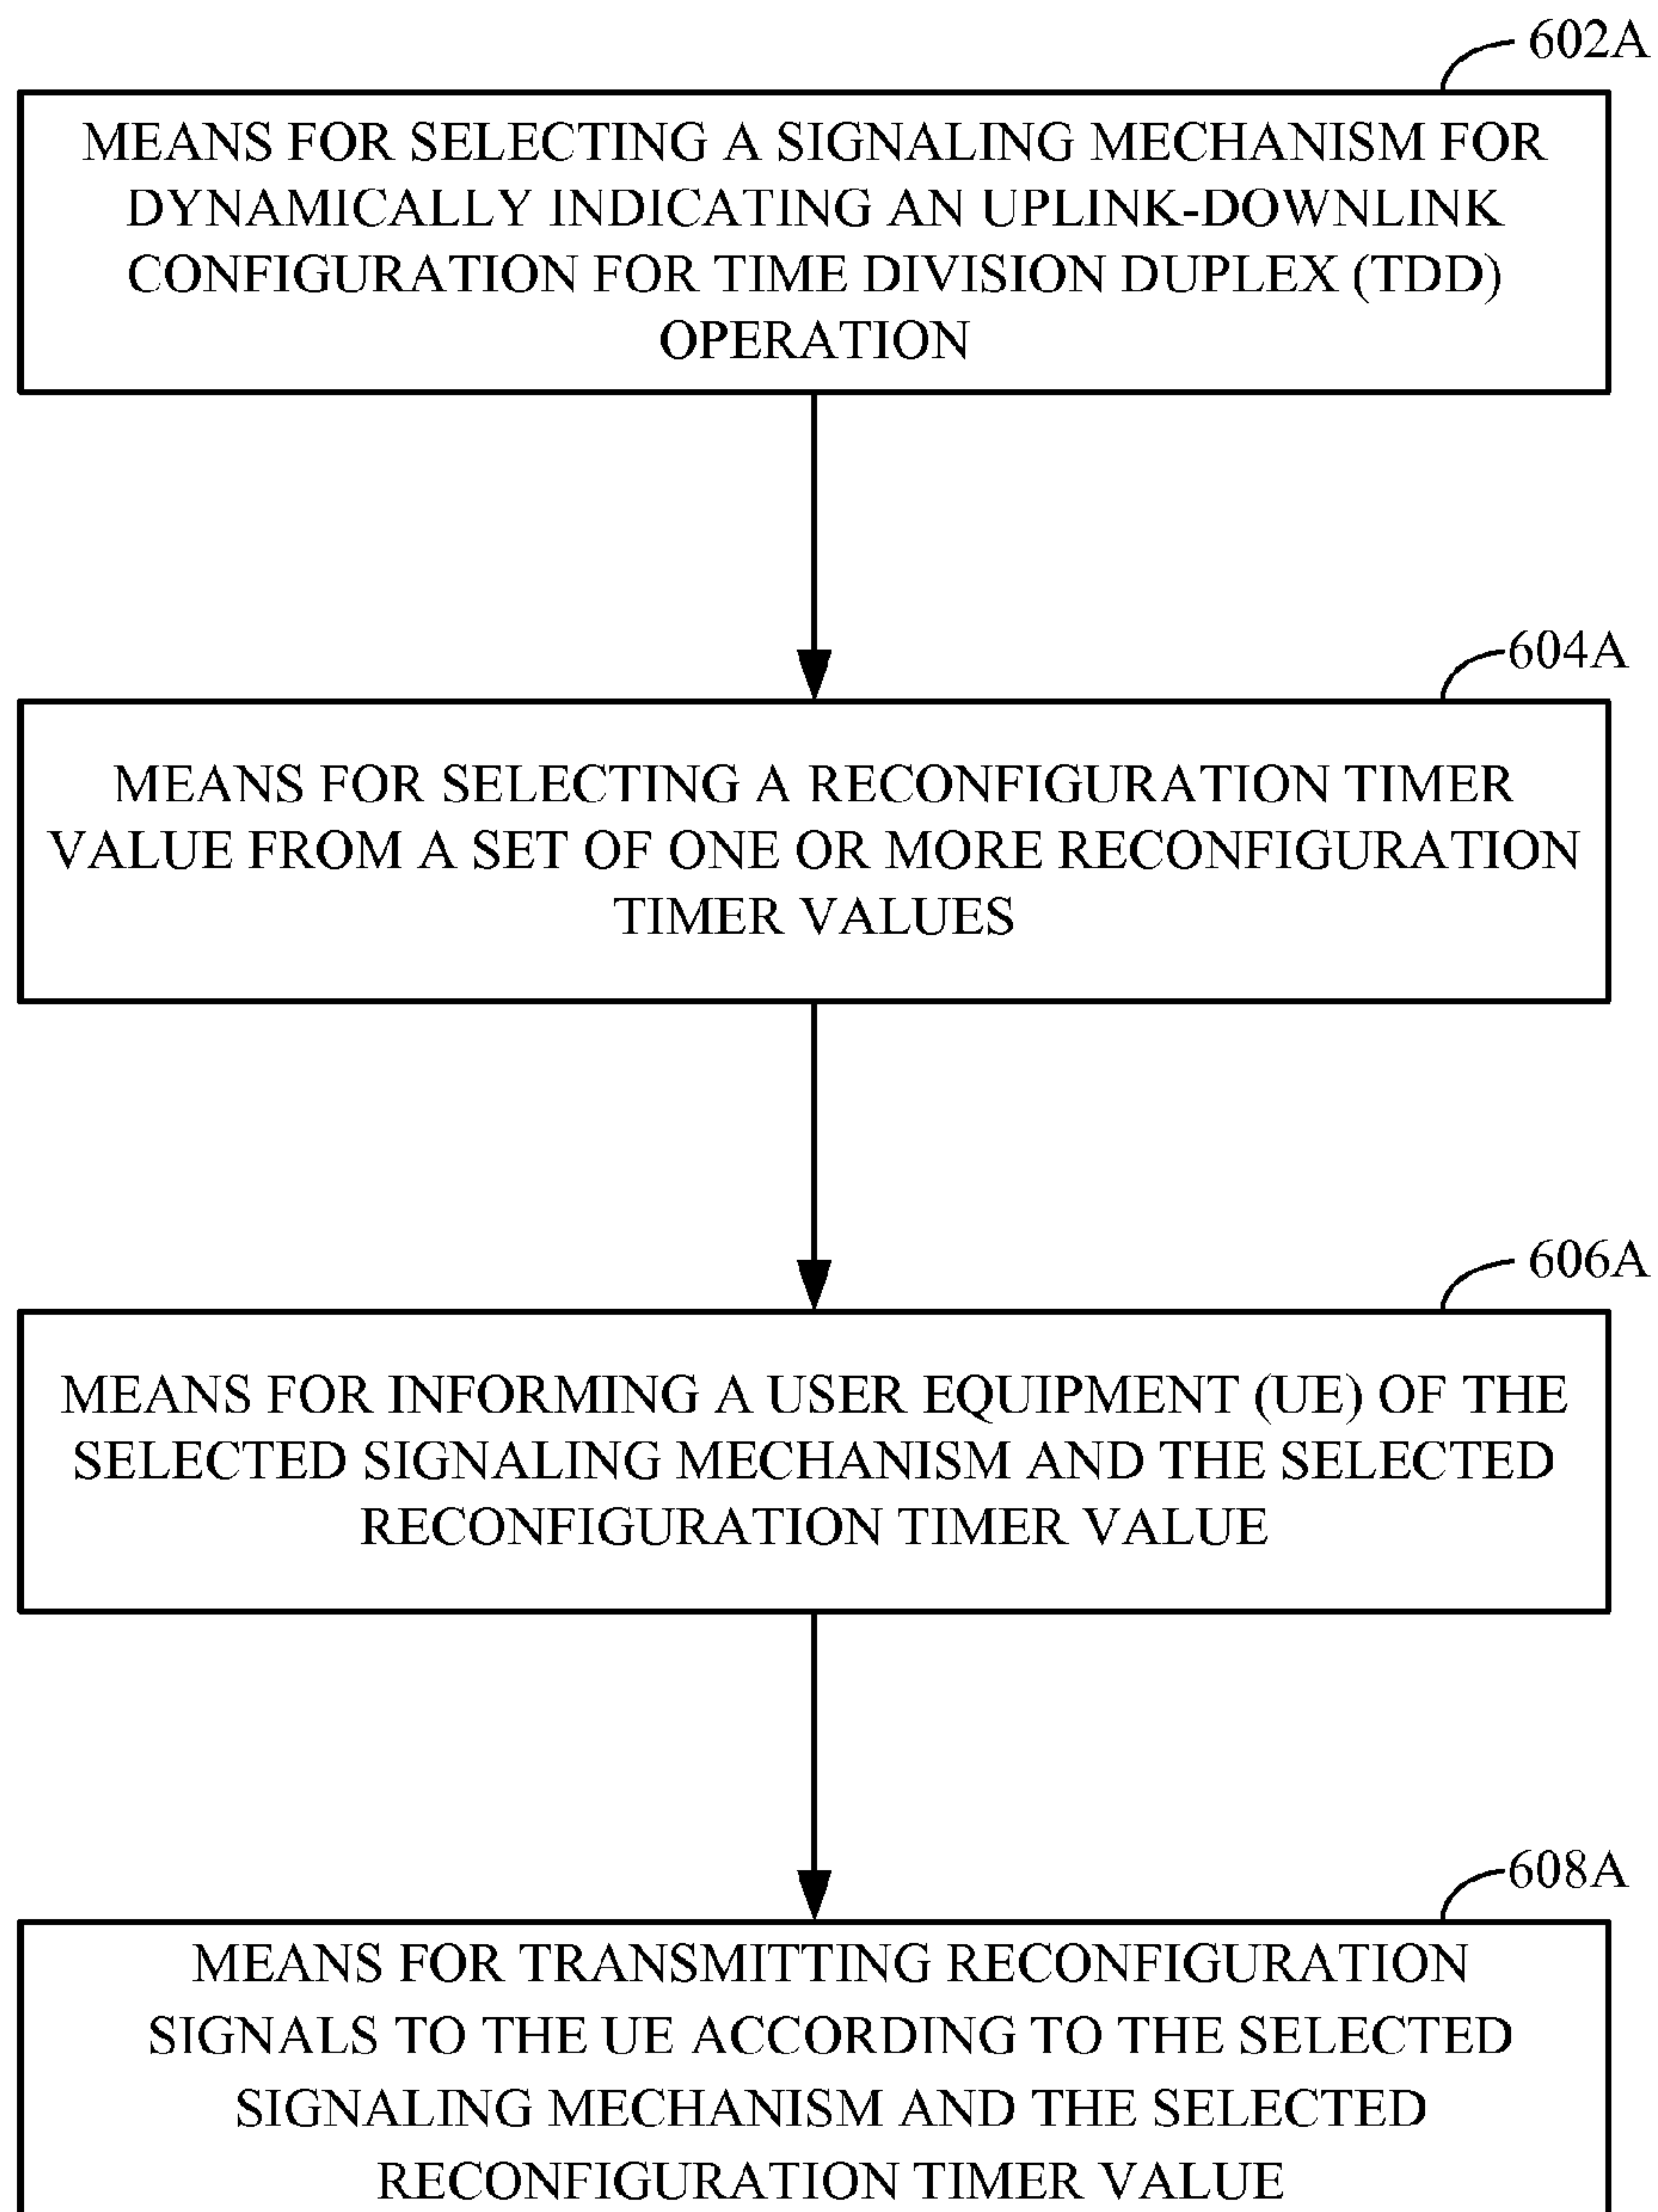 602A
MEANS FOR SELECTING A SIGNALING MECHANISM FOR
DYNAMICALLY INDICATING AN UPLINK-DOWNLINK
CONFIGURATION FOR TIME DIVISION DUPLEX (TDD)
OPERATION
604A
MEANS FOR SELECTING A RECONFIGURATION TIMER
VALUE FROM A SET OF ONE OR MORE RECONFIGURATION
TIMER VALUES
606A
MEANS FOR INFORMING A USER EQUIPMENT (UE) OF THE
SELECTED SIGNALING MECHANISM AND THE SELECTED
RECONFIGURATION TIMER VALUE
608A
MEANS FOR TRANSMITTING RECONFIGURATION
SIGNALS TO THE UE ACCORDING TO THE SELECTED
SIGNALING MECHANISM AND THE SELECTED
RECONFIGURATION TIMER VALUE